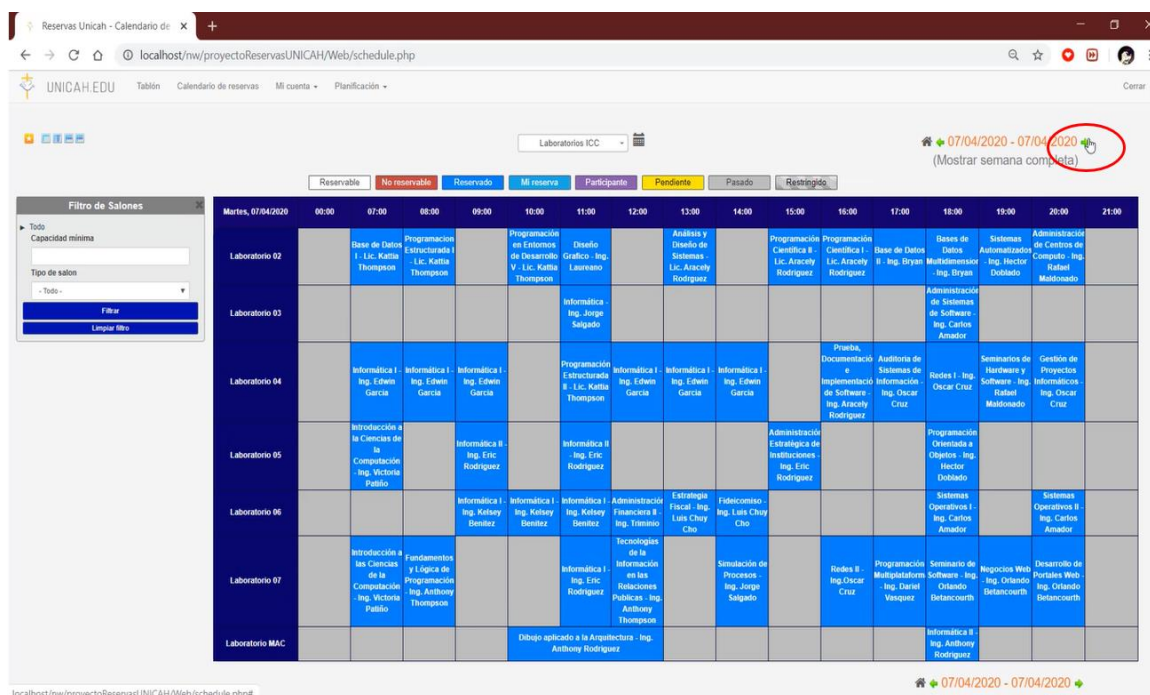 Reservas Unicah - Calendario de
localhost/nw/proyectoReservasUNICAH/Web/schedule.php
UNICAH.EDU Tablón Calendario de reservas Mi cuenta Planificación Cerrar
Laboratorios ICC
07/04/2020 - 07/04/2020
(Mostrar semana completa)
Reservable No reservable Reservado Mi reserva Participante Pendiente Pasado Restringido
Filtro de Salones
Todo
Capacidad mínima
Tipo de salon
- Todo -
Filtrar
Limpiar filtro
Martes, 07/04/2020 00:00 07:00 08:00 09:00 10:00 11:00 12:00 13:00 14:00 15:00 16:00 17:00 18:00 19:00 20:00 21:00
Laboratorio 02
Base de Datos
I - Lic. Kattia
Thompson
Programacion
Estructurada I
- Lic. Kattia
Thompson
Programación
en Entornos
de Desarrollo
V - Lic. Kattia
Thompson
Diseño
Grafico - Ing.
Laureano
Análisis y
Diseño de
Sistemas -
Lic. Aracely
Rodrguez
Programación
Científica II -
Lic. Aracely
Rodriguez
Programación
Científica I -
Lic. Aracely
Rodriguez
Base de Datos
II - Ing. Bryan
Bases de
Datos
Multidimension
- Ing. Bryan
Sistemas
Automatizados
- Ing. Hector
Doblado
Administración
de Centros de
Computo - Ing.
Rafael
Maldonado
Laboratorio 03
Informática -
Ing. Jorge
Salgado
Administración
de Sistemas
de Software -
Ing. Carlos
Amador
Laboratorio 04
Informática I -
Ing. Edwin
Garcia
Informática I -
Ing. Edwin
Garcia
Informática I -
Ing. Edwin
Garcia
Programación
Estructurada
II - Lic. Kattia
Thompson
Informática I -
Ing. Edwin
Garcia
Informática I -
Ing. Edwin
Garcia
Informática I -
Ing. Edwin
Garcia
Prueba,
Documentació
e
Implementació
de Software -
Ing. Aracely
Rodriguez
Auditoria de
Sistemas de
Información -
Ing. Oscar
Cruz
Redes I - Ing.
Oscar Cruz
Seminarios de
Hardware y
Software - Ing.
Rafael
Maldonado
Gestión de
Proyectos
Informáticos -
Ing. Oscar
Cruz
Laboratorio 05
Introducción a
la Ciencias de
la
Computación
- Ing. Victoria
Patiño
Informática II -
Ing. Eric
Rodriguez
Informática II
- Ing. Eric
Rodriguez
Administración
Estratégica de
Instituciones -
Ing. Eric
Rodriguez
Programación
Orientada a
Objetos - Ing.
Hector
Doblado
Laboratorio 06
Informática I -
Ing. Kelsey
Benitez
Informática I -
Ing. Kelsey
Benitez
Informática I -
Ing. Kelsey
Benitez
Administración
Financiera II -
Ing. Triminio
Estrategia
Fiscal - Ing.
Luis Chuy
Cho
Fideicomiso -
Ing. Luis Chuy
Cho
Sistemas
Operativos I -
Ing. Carlos
Amador
Sistemas
Operativos II -
Ing. Carlos
Amador
Laboratorio 07
Introducción a
las Ciencias
de la
Computación
- Ing. Victoria
Patiño
Fundamentos
y Lógica de
Programación
- Ing. Anthony
Thompson
Informática -
Ing. Eric
Rodriguez
Tecnologías
de la
Información
en las
Relaciones
Publicas - Ing.
Anthony
Thompson
Simulación de
Procesos -
Ing. Jorge
Salgado
Redes II -
Ing.Oscar
Cruz
Programación
Multiplataform
- Ing. Dariel
Vasquez
Seminario de
Software - Ing.
Orlando
Betancourth
Negocios Web
- Ing. Orlando
Betancourth
Desarrollo de
Portales Web -
Ing. Orlando
Betancourth
Laboratorio MAC
Dibujo aplicado a la Arquitectura - Ing.
Anthony Rodriguez
Informática II -
Ing. Anthony
Rodriguez
07/04/2020 - 07/04/2020
localhost/nw/proyectoReservasUNICAH/Web/schedule.php#